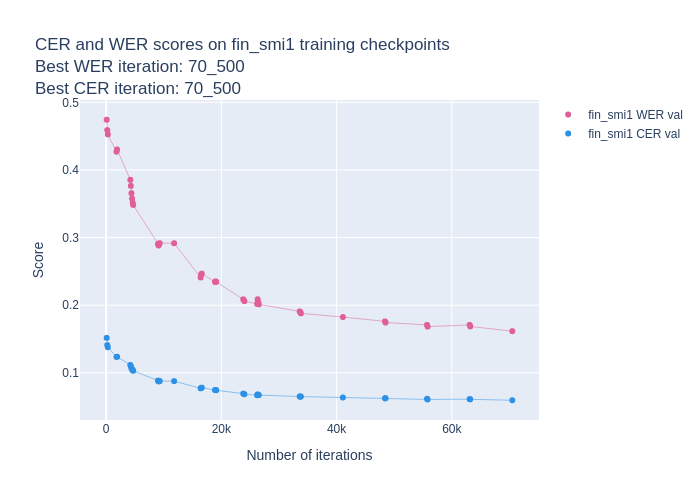 CER and WER scores on fin_smi1 training checkpoints
Best WER iteration: 70_500
Best CER iteration: 70_500
fin_smi1 WER val
fin_smi1 CER val
0.5
0.4
0.3
0.2
0.1
Score
0
20k
40k
60k
Number of iterations